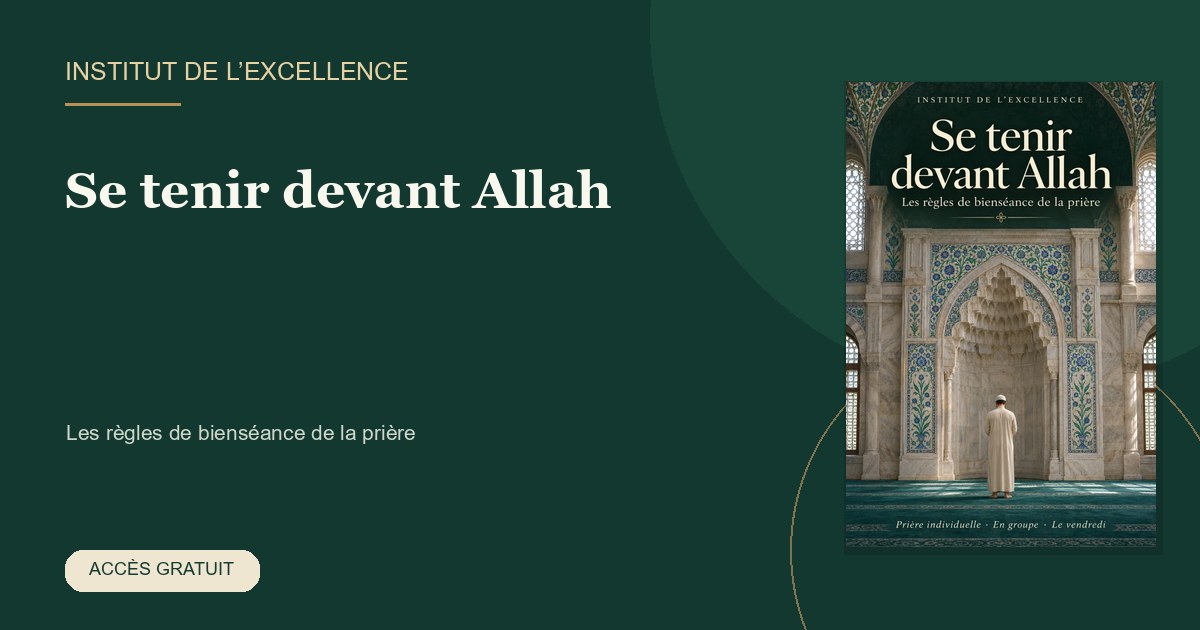 INSTITUT DE L’EXCELLENCE
Se tenir devant Allah
Les règles de bienséance de la prière
ACCÈS GRATUIT
INSTITUT DE L’EXCELLENCE
Se tenir
devant Allah
Les règles de bienséance de la prière
Prière individuelle · En groupe · Le vendredi